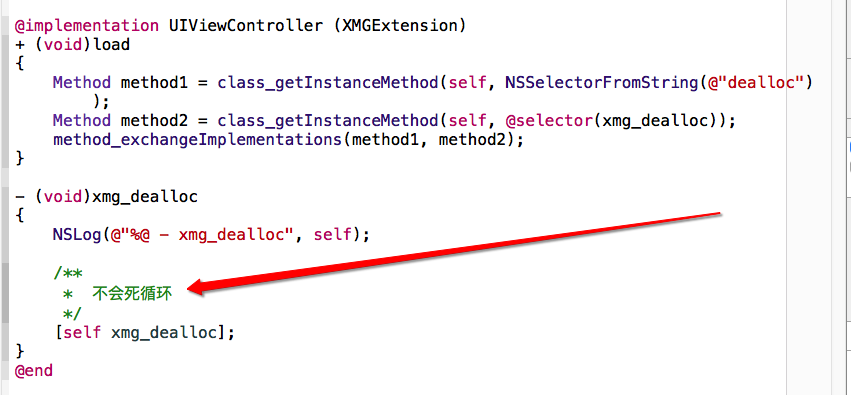 @implementation UIViewController (XMGExtension)
+ (void)load
{
    Method method1 = class_getInstanceMethod(self, NSSelectorFromString(@"dealloc")
        );
    Method method2 = class_getInstanceMethod(self, @selector(xmg_dealloc));
    method_exchangeImplementations(method1, method2);
}

- (void)xmg_dealloc
{
    NSLog(@"%@ - xmg_dealloc", self);

    /**
     *  不会死循环
     */
    [self xmg_dealloc];
}
@end